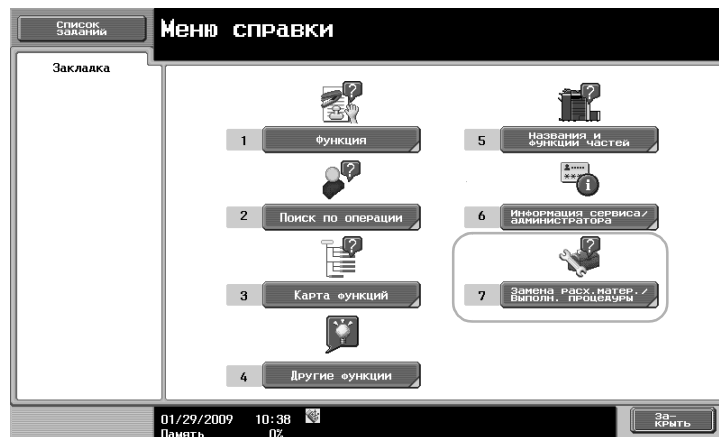 Список
заданий
Меню справки
Закладка
1 Функция
2 Поиск по операции
3 Карта функций
4 Другие функции
5 Названия и
функции частей
6 Информация сервиса/
администратора
7 Замена расх.матер./
Выполн. процедуры
01/29/2009 10:38
Память 0%
За-
крыть